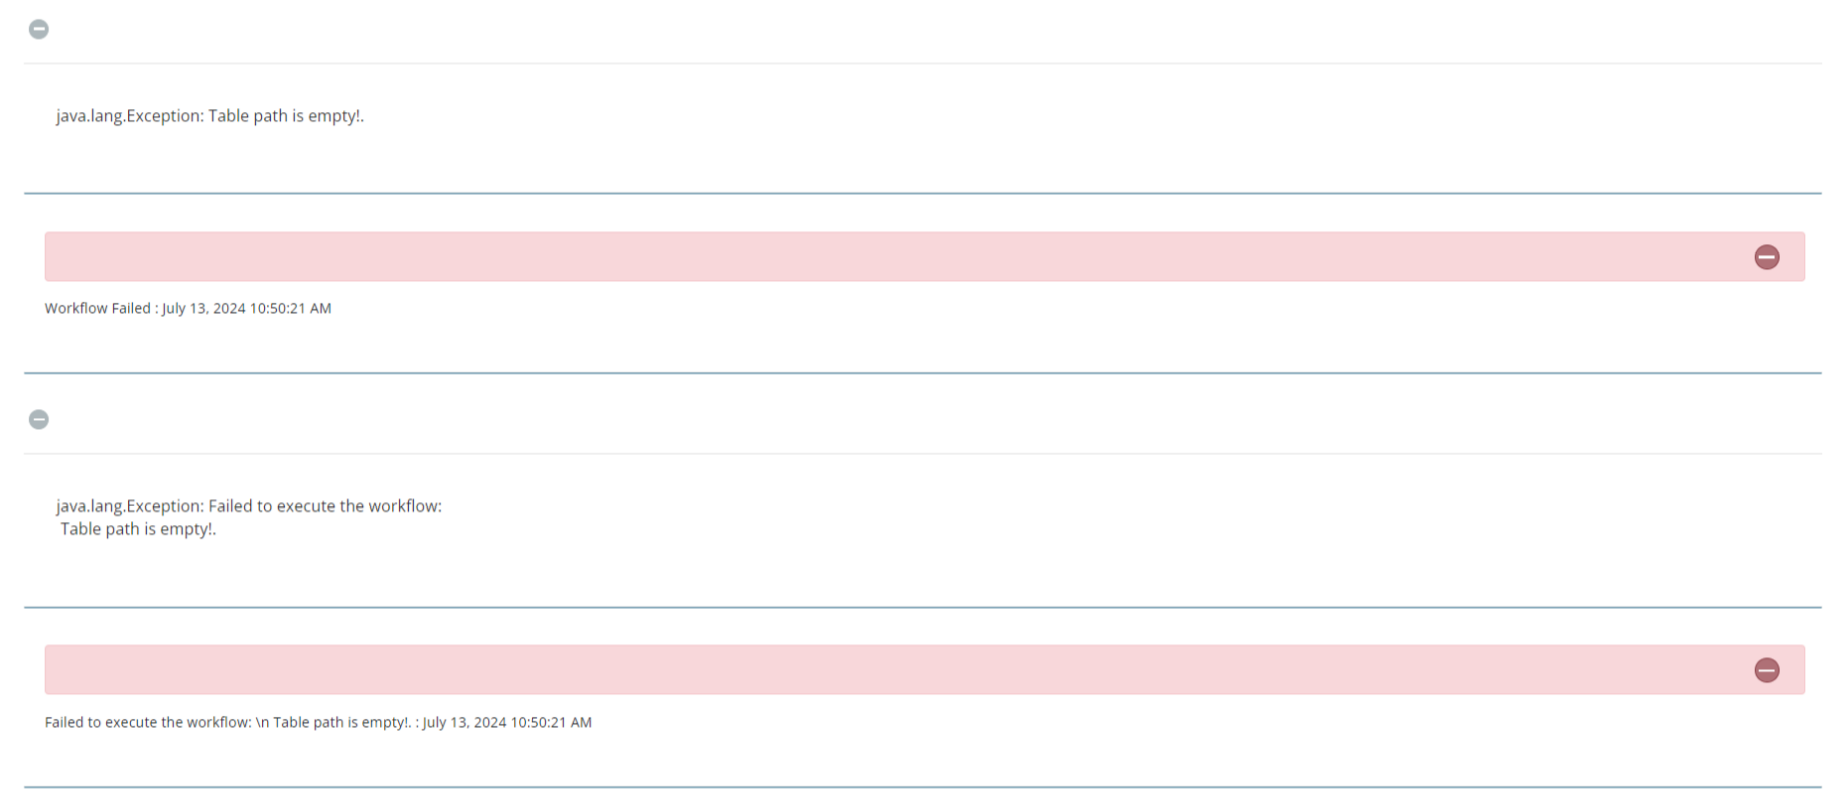 java.lang.Exception: Table path is empty!.
Workflow Failed : July 13, 2024 10:50:21 AM
java.lang.Exception: Failed to execute the workflow:
Table path is empty!.
Failed to execute the workflow: \n Table path is empty!. : July 13, 2024 10:50:21 AM